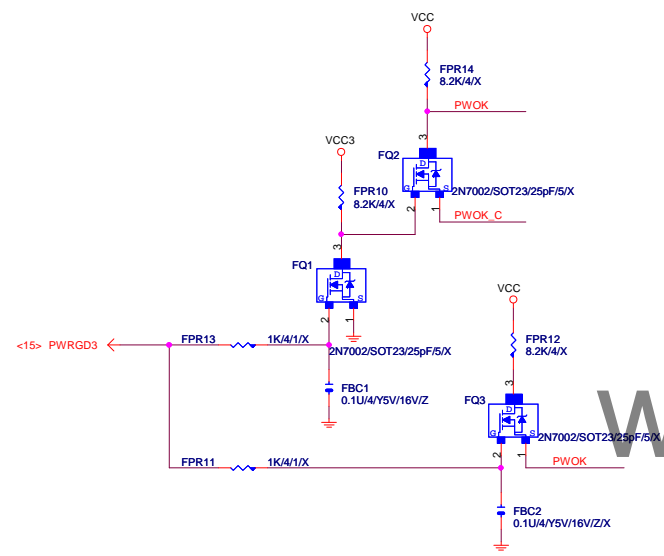 VCC
FPR14
8.2K/4/X
PWOK
3
VCC3
FQ2
D
G
S
2N7002/SOT23/25pF/5/X
FPR10
8.2K/4/X
2
1
PWOK_C
3
FQ1
D
G
S
VCC
2
1
<15> PWRGD3
FPR13
1K/4/1/X
2N7002/SOT23/25pF/5/X
FPR12
8.2K/4/X
FBC1
0.1U/4/Y5V/16V/Z
3
FQ3
D
G
S
2N7002/SOT23/25pF/5/X
W
2
1
FPR11
1K/4/1/X
PWOK
FBC2
0.1U/4/Y5V/16V/Z/X